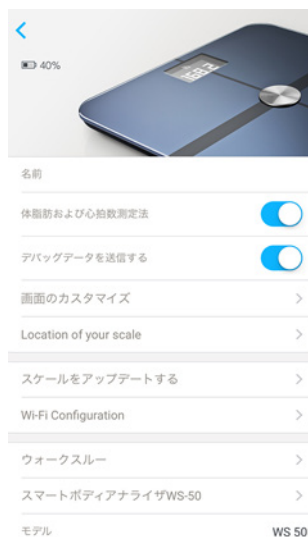 40%
名前
体脂肪および心拍数測定法
デバッグデータを送信する
画面のカスタマイズ
Location of your scale
スケールをアップデートする
Wi-Fi Configuration
ウォークスルー
スマートボディアナライザWS-50
モデル WS 50